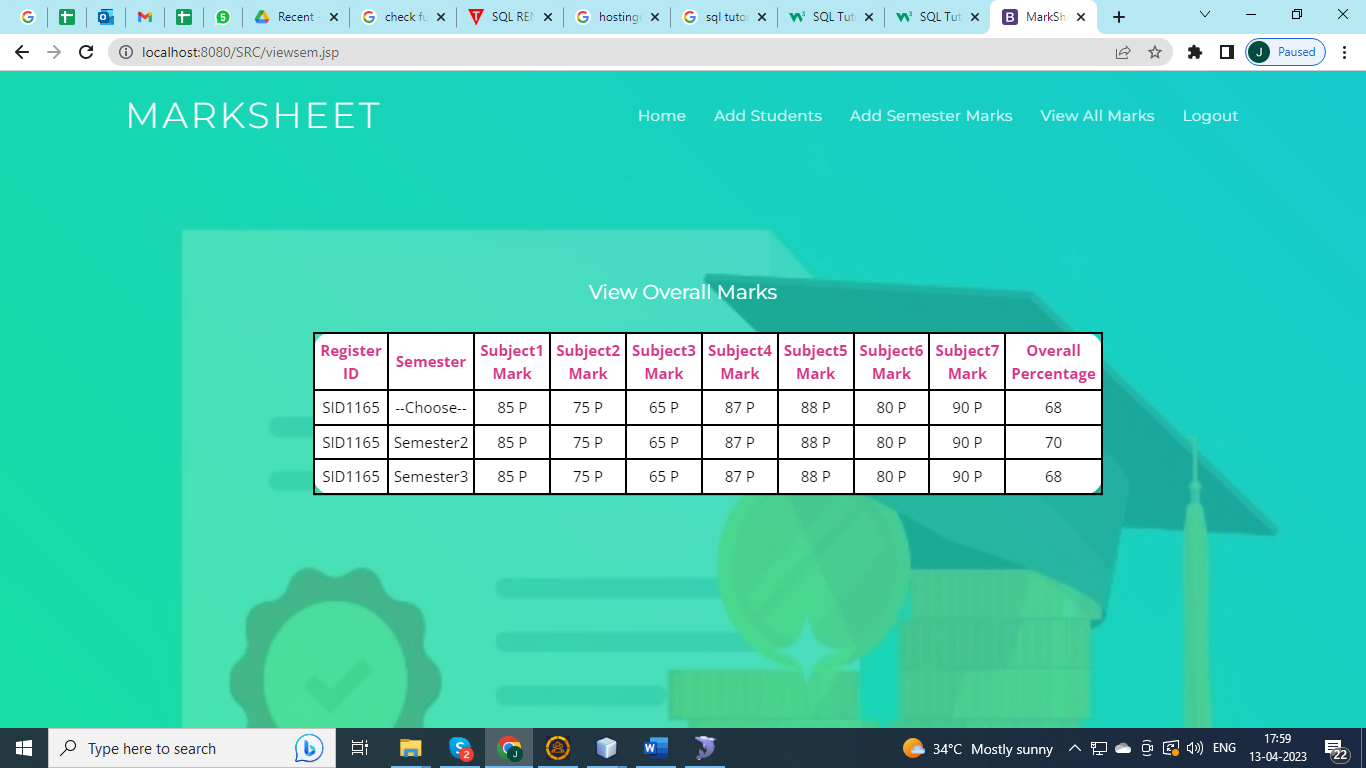 Recent - check fu SQL REN hostinge sql tutor SQL Tut SQL Tut MarkSh
localhost:8080/SRC/viewsem.jsp J Paused
MARKSHEET Home Add Students Add Semester Marks View All Marks Logout
View Overall Marks
Register ID Semester Subject1 Mark Subject2 Mark Subject3 Mark Subject4 Mark Subject5 Mark Subject6 Mark Subject7 Mark Overall Percentage
SID1165 --Choose-- 85 P 75 P 65 P 87 P 88 P 80 P 90 P 68
SID1165 Semester2 85 P 75 P 65 P 87 P 88 P 80 P 90 P 70
SID1165 Semester3 85 P 75 P 65 P 87 P 88 P 80 P 90 P 68
Type here to search 2 34°C Mostly sunny ENG 17:59
13-04-2023 22